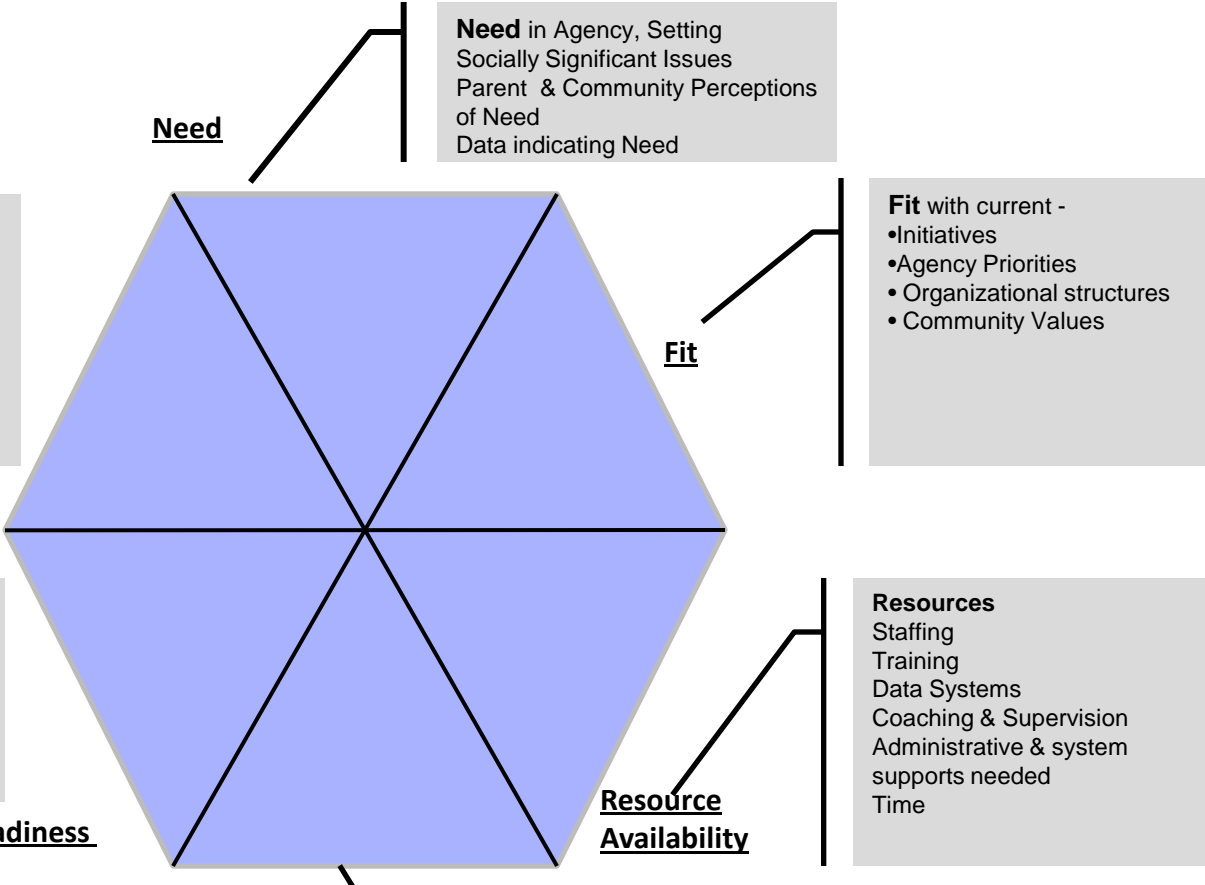 Need in Agency, Setting
Socially Significant Issues
Parent & Community Perceptions
of Need
Data indicating Need
Need
Fit with current -
•Initiatives
•Agency Priorities
• Organizational structures
• Community Values
Fit
Resources
Staffing
Training
Data Systems
Coaching & Supervision
Administrative & system
supports needed
Time
Resource
Availability